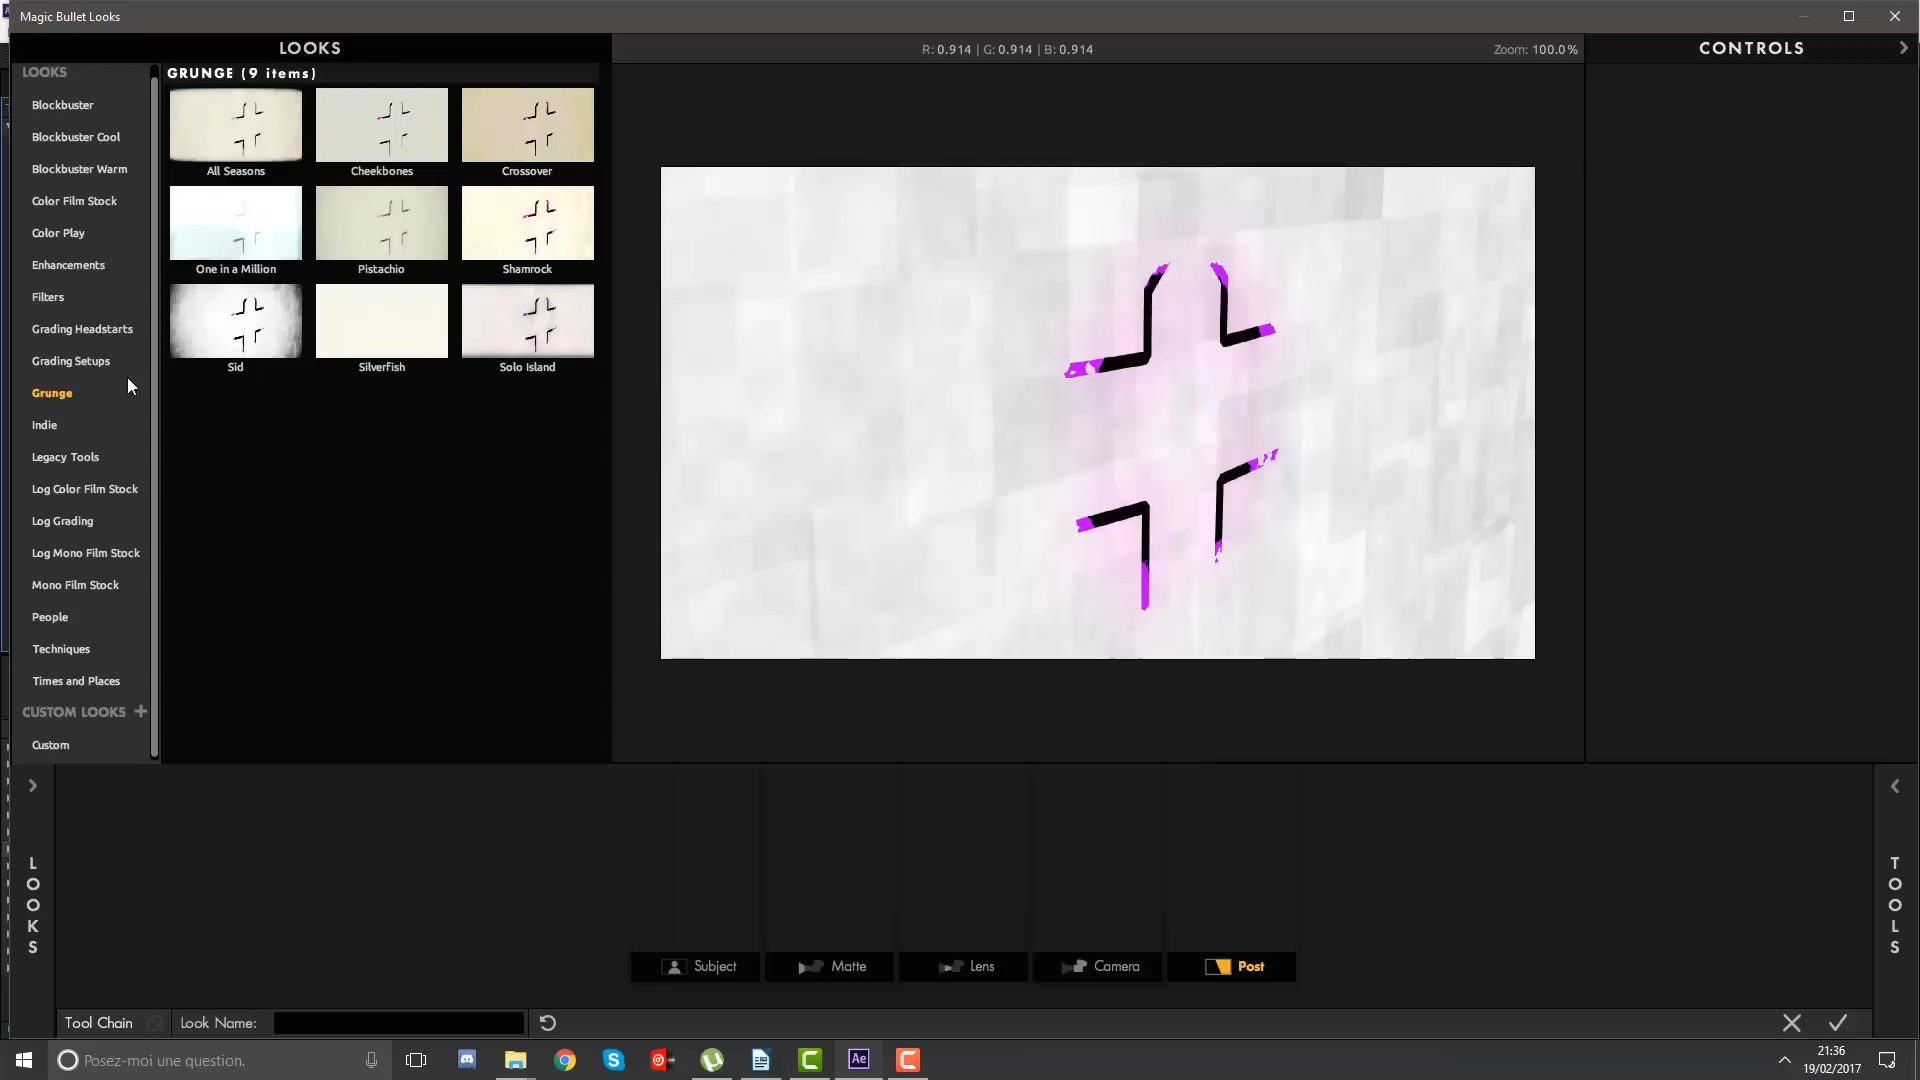 Magic Bullet Looks
LOOKS
R: 0.914 | G: 0.914 | B: 0.914
Zoom: 100.0 %
CONTROLS
LOOKS
Blockbuster
Blockbuster Cool
Blockbuster Warm
Color Film Stock
Color Play
Enhancements
Filters
Grading Headstarts
Grading Setups
Grunge
Indie
Legacy Tools
Log Color Film Stock
Log Grading
Log Mono Film Stock
Mono Film Stock
People
Techniques
Times and Places
CUSTOM LOOKS +
Custom
GRUNGE (9 items)
All Seasons
Cheekbones
Crossover
One in a Million
Pistachio
Shamrock
Sid
Silverfish
Solo Island
LOOKS
Subject
Matte
Lens
Camera
Post
TOOLS
Tool Chain
Look Name:
Posez-moi une question.
Ae
21:36
19/02/2017